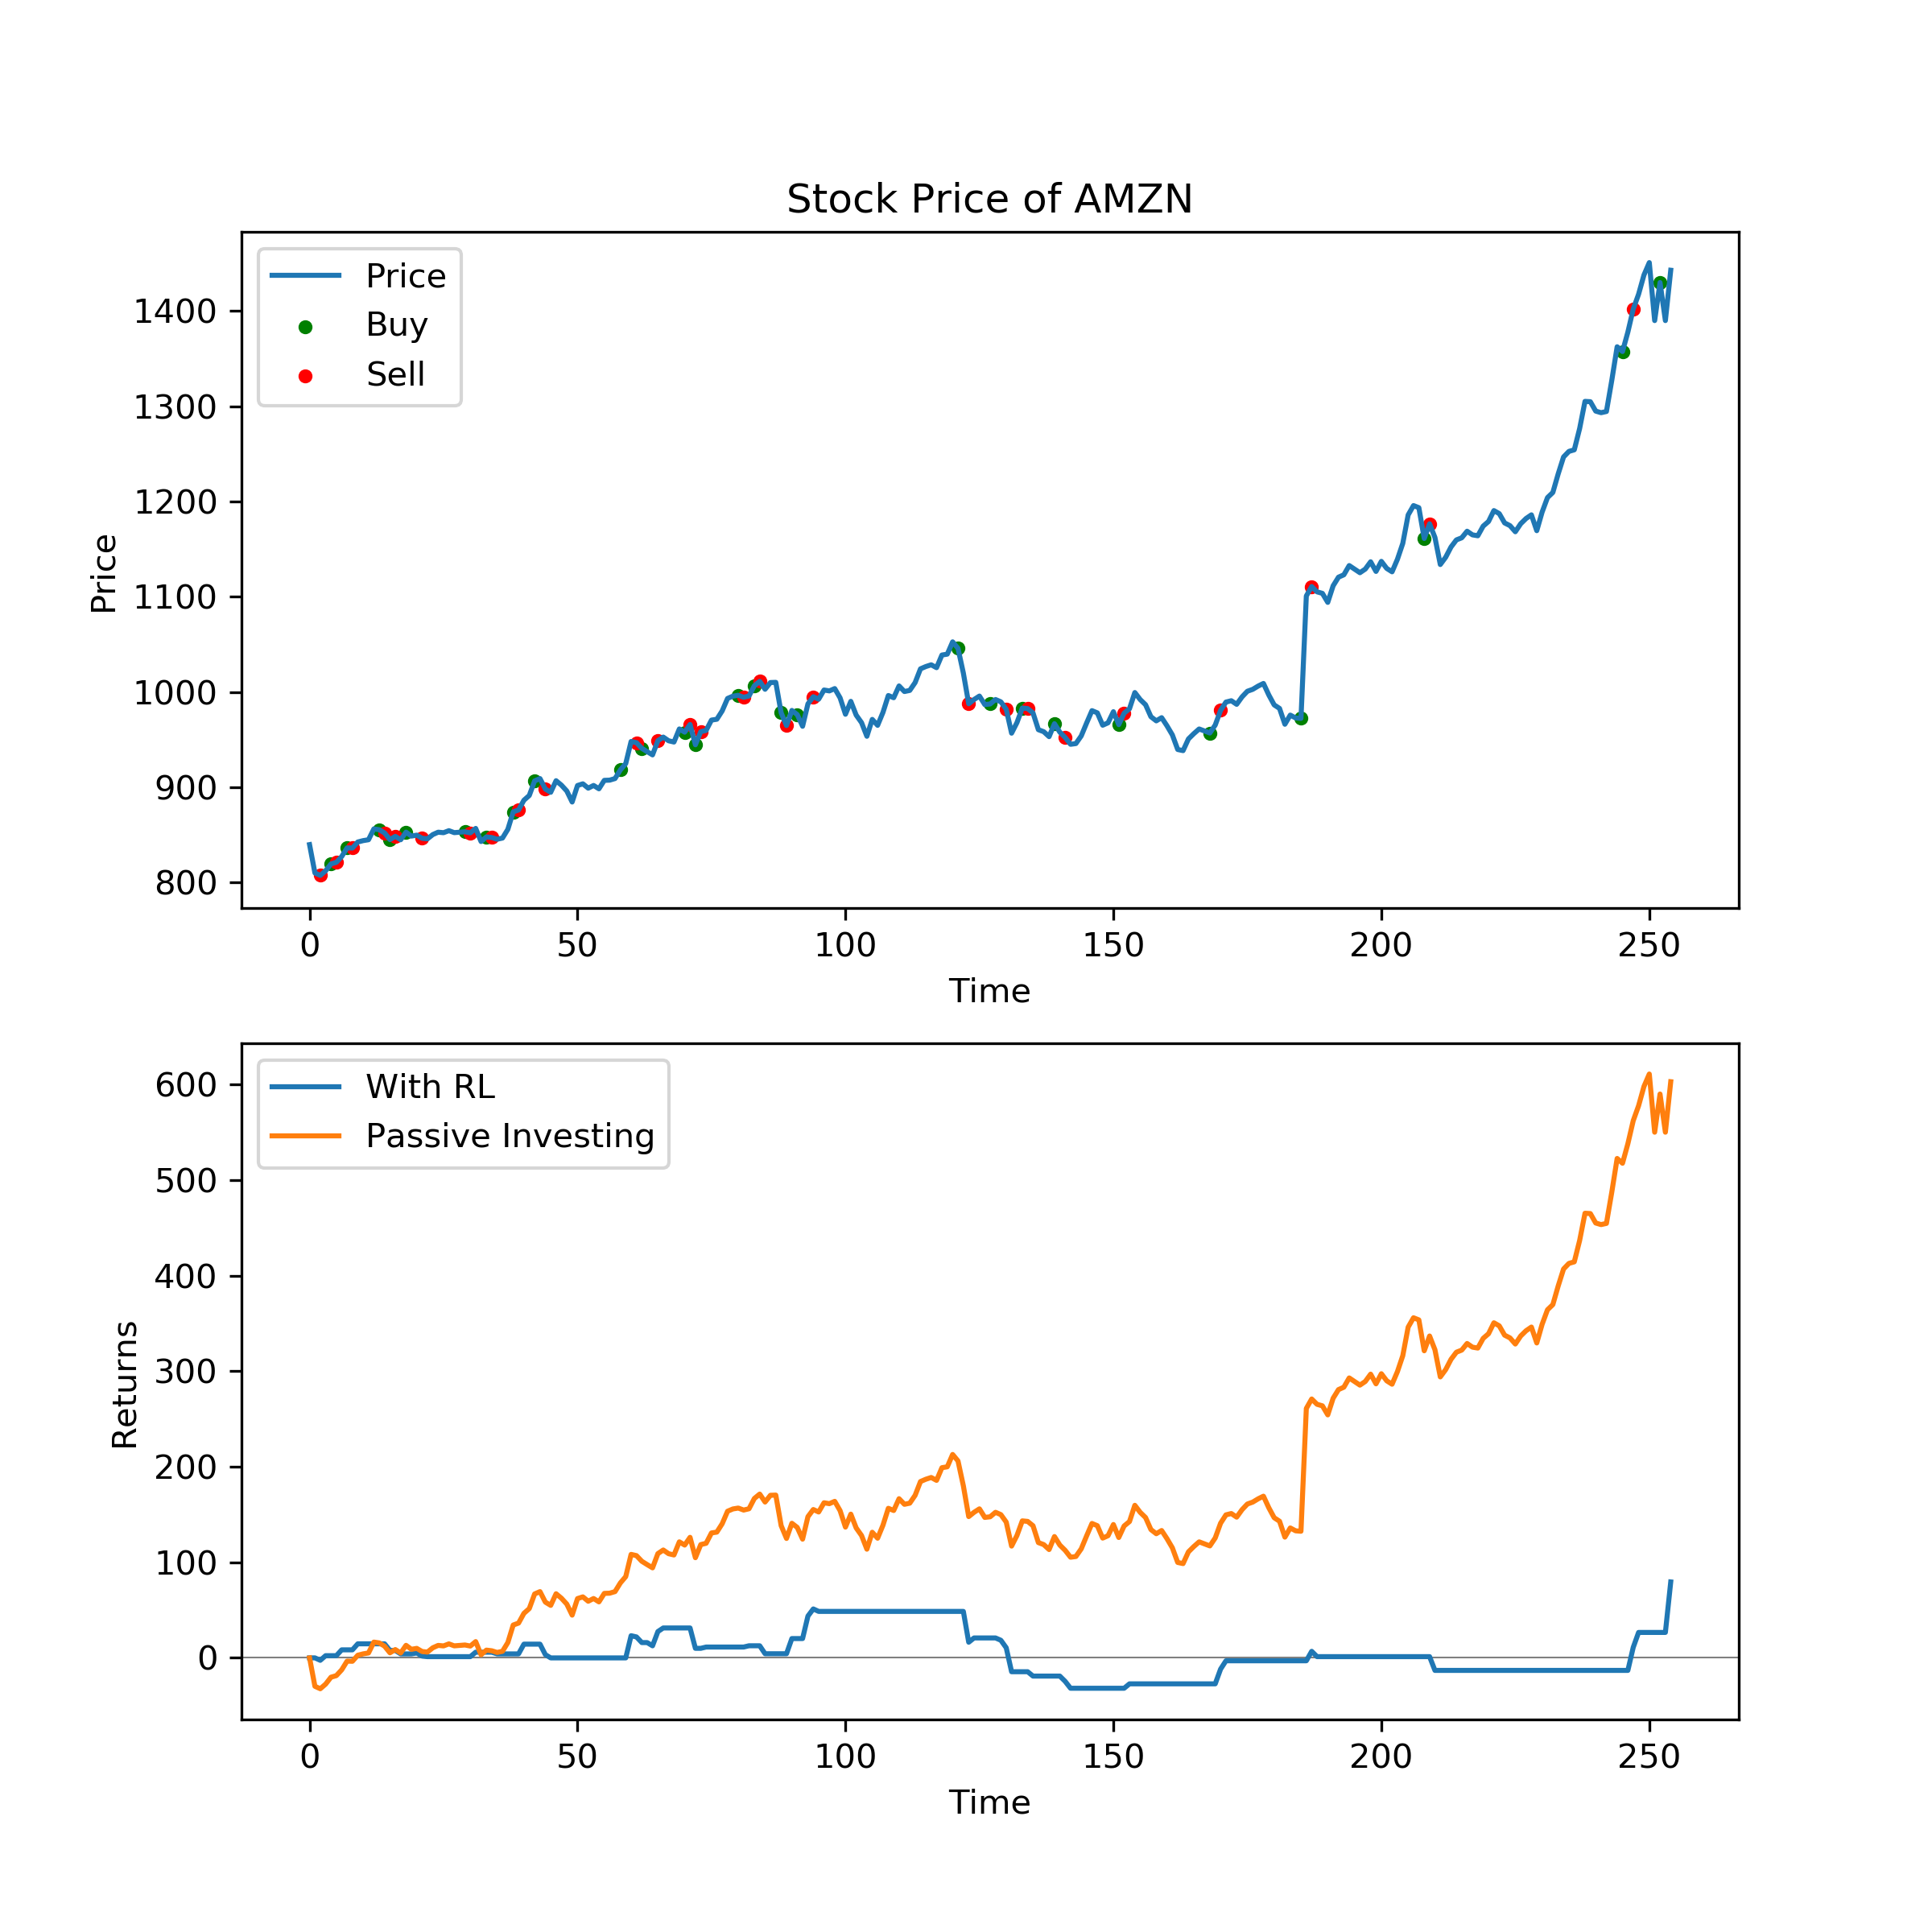 Stock Price of AMZN
Price
Buy
Sell
Price
1400
1300
1200
1100
1000
900
800
0 50 100 150 200 250
Time
With RL
Passive Investing
Returns
600
500
400
300
200
100
0
0 50 100 150 200 250
Time